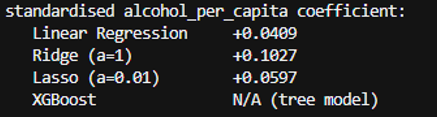 standardised alcohol_per_capita coefficient:
Linear Regression +0.0409
Ridge (a=1) +0.1027
Lasso (a=0.01) +0.0597
XGBoost N/A (tree model)